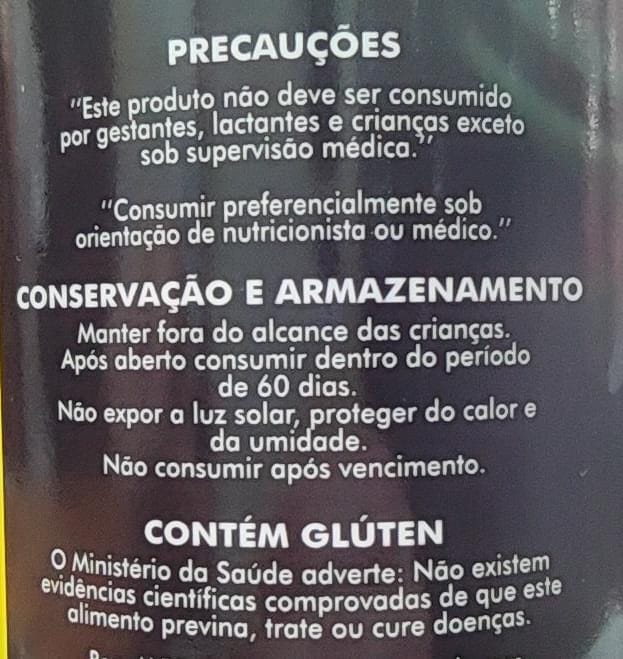 PRECAUÇÕES
"Este produto não deve ser consumido
por gestantes, lactantes e crianças exceto
sob supervisão médica."
"Consumir preferencialmente sob
orientação de nutricionista ou médico."
CONSERVAÇÃO E ARMAZENAMENTO
Manter fora do alcance das crianças.
Após aberto consumir dentro do período
de 60 dias.
Não expor a luz solar, proteger do calor e
da umidade.
Não consumir após vencimento.
CONTÉM GLÚTEN
O Ministério da Saúde adverte: Não existem
evidências científicas comprovadas de que este
alimento previna, trate ou cure doenças.